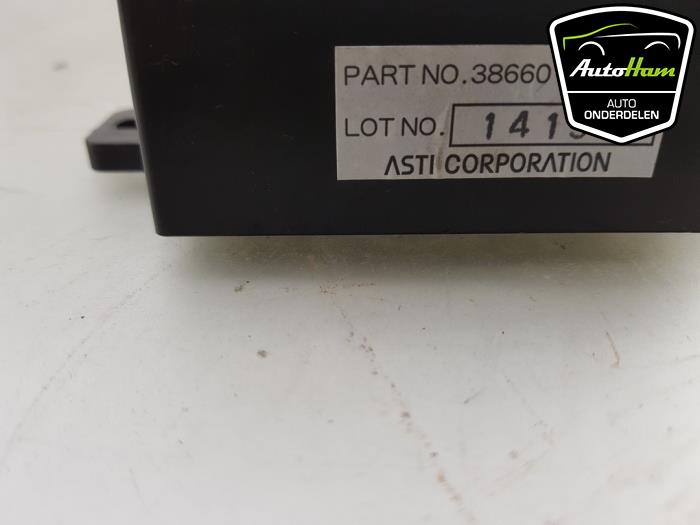 PART NO.38660
LOT NO. 141
ASTI CORPORATION
AutoHam
AUTO
ONDERDELEN